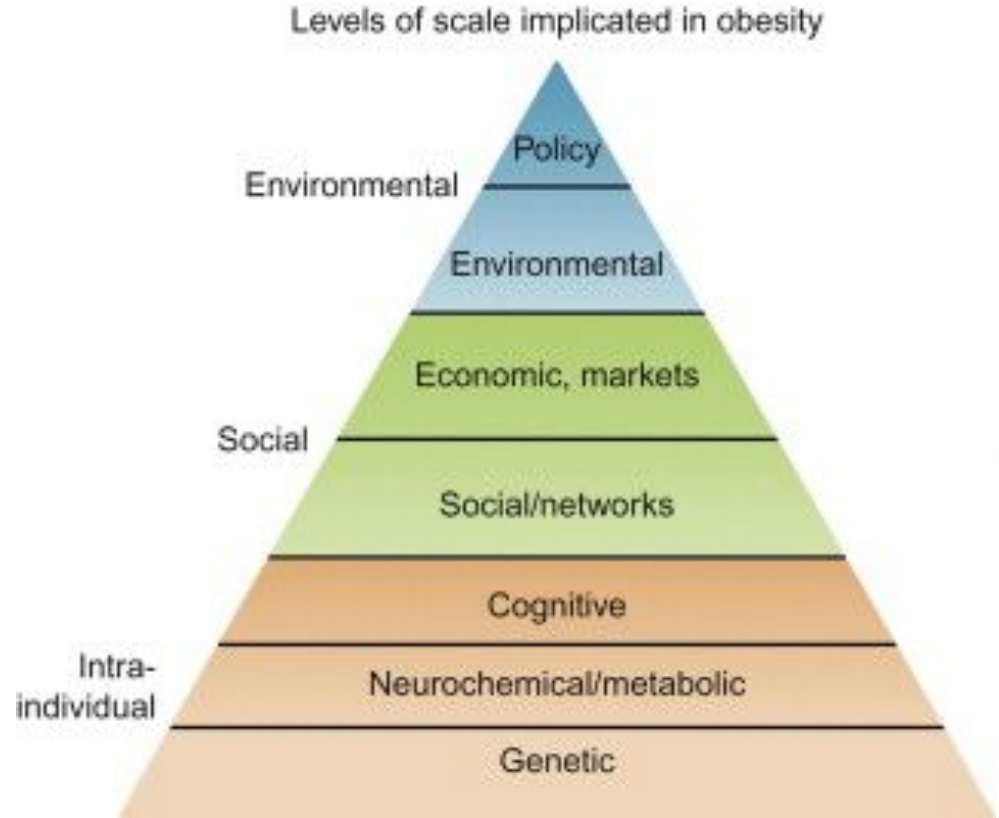 Levels of scale implicated in obesity
Policy
Environmental
Environmental
Economic, markets
Social
Social/networks
Cognitive
Intra-
individual
Neurochemical/metabolic
Genetic